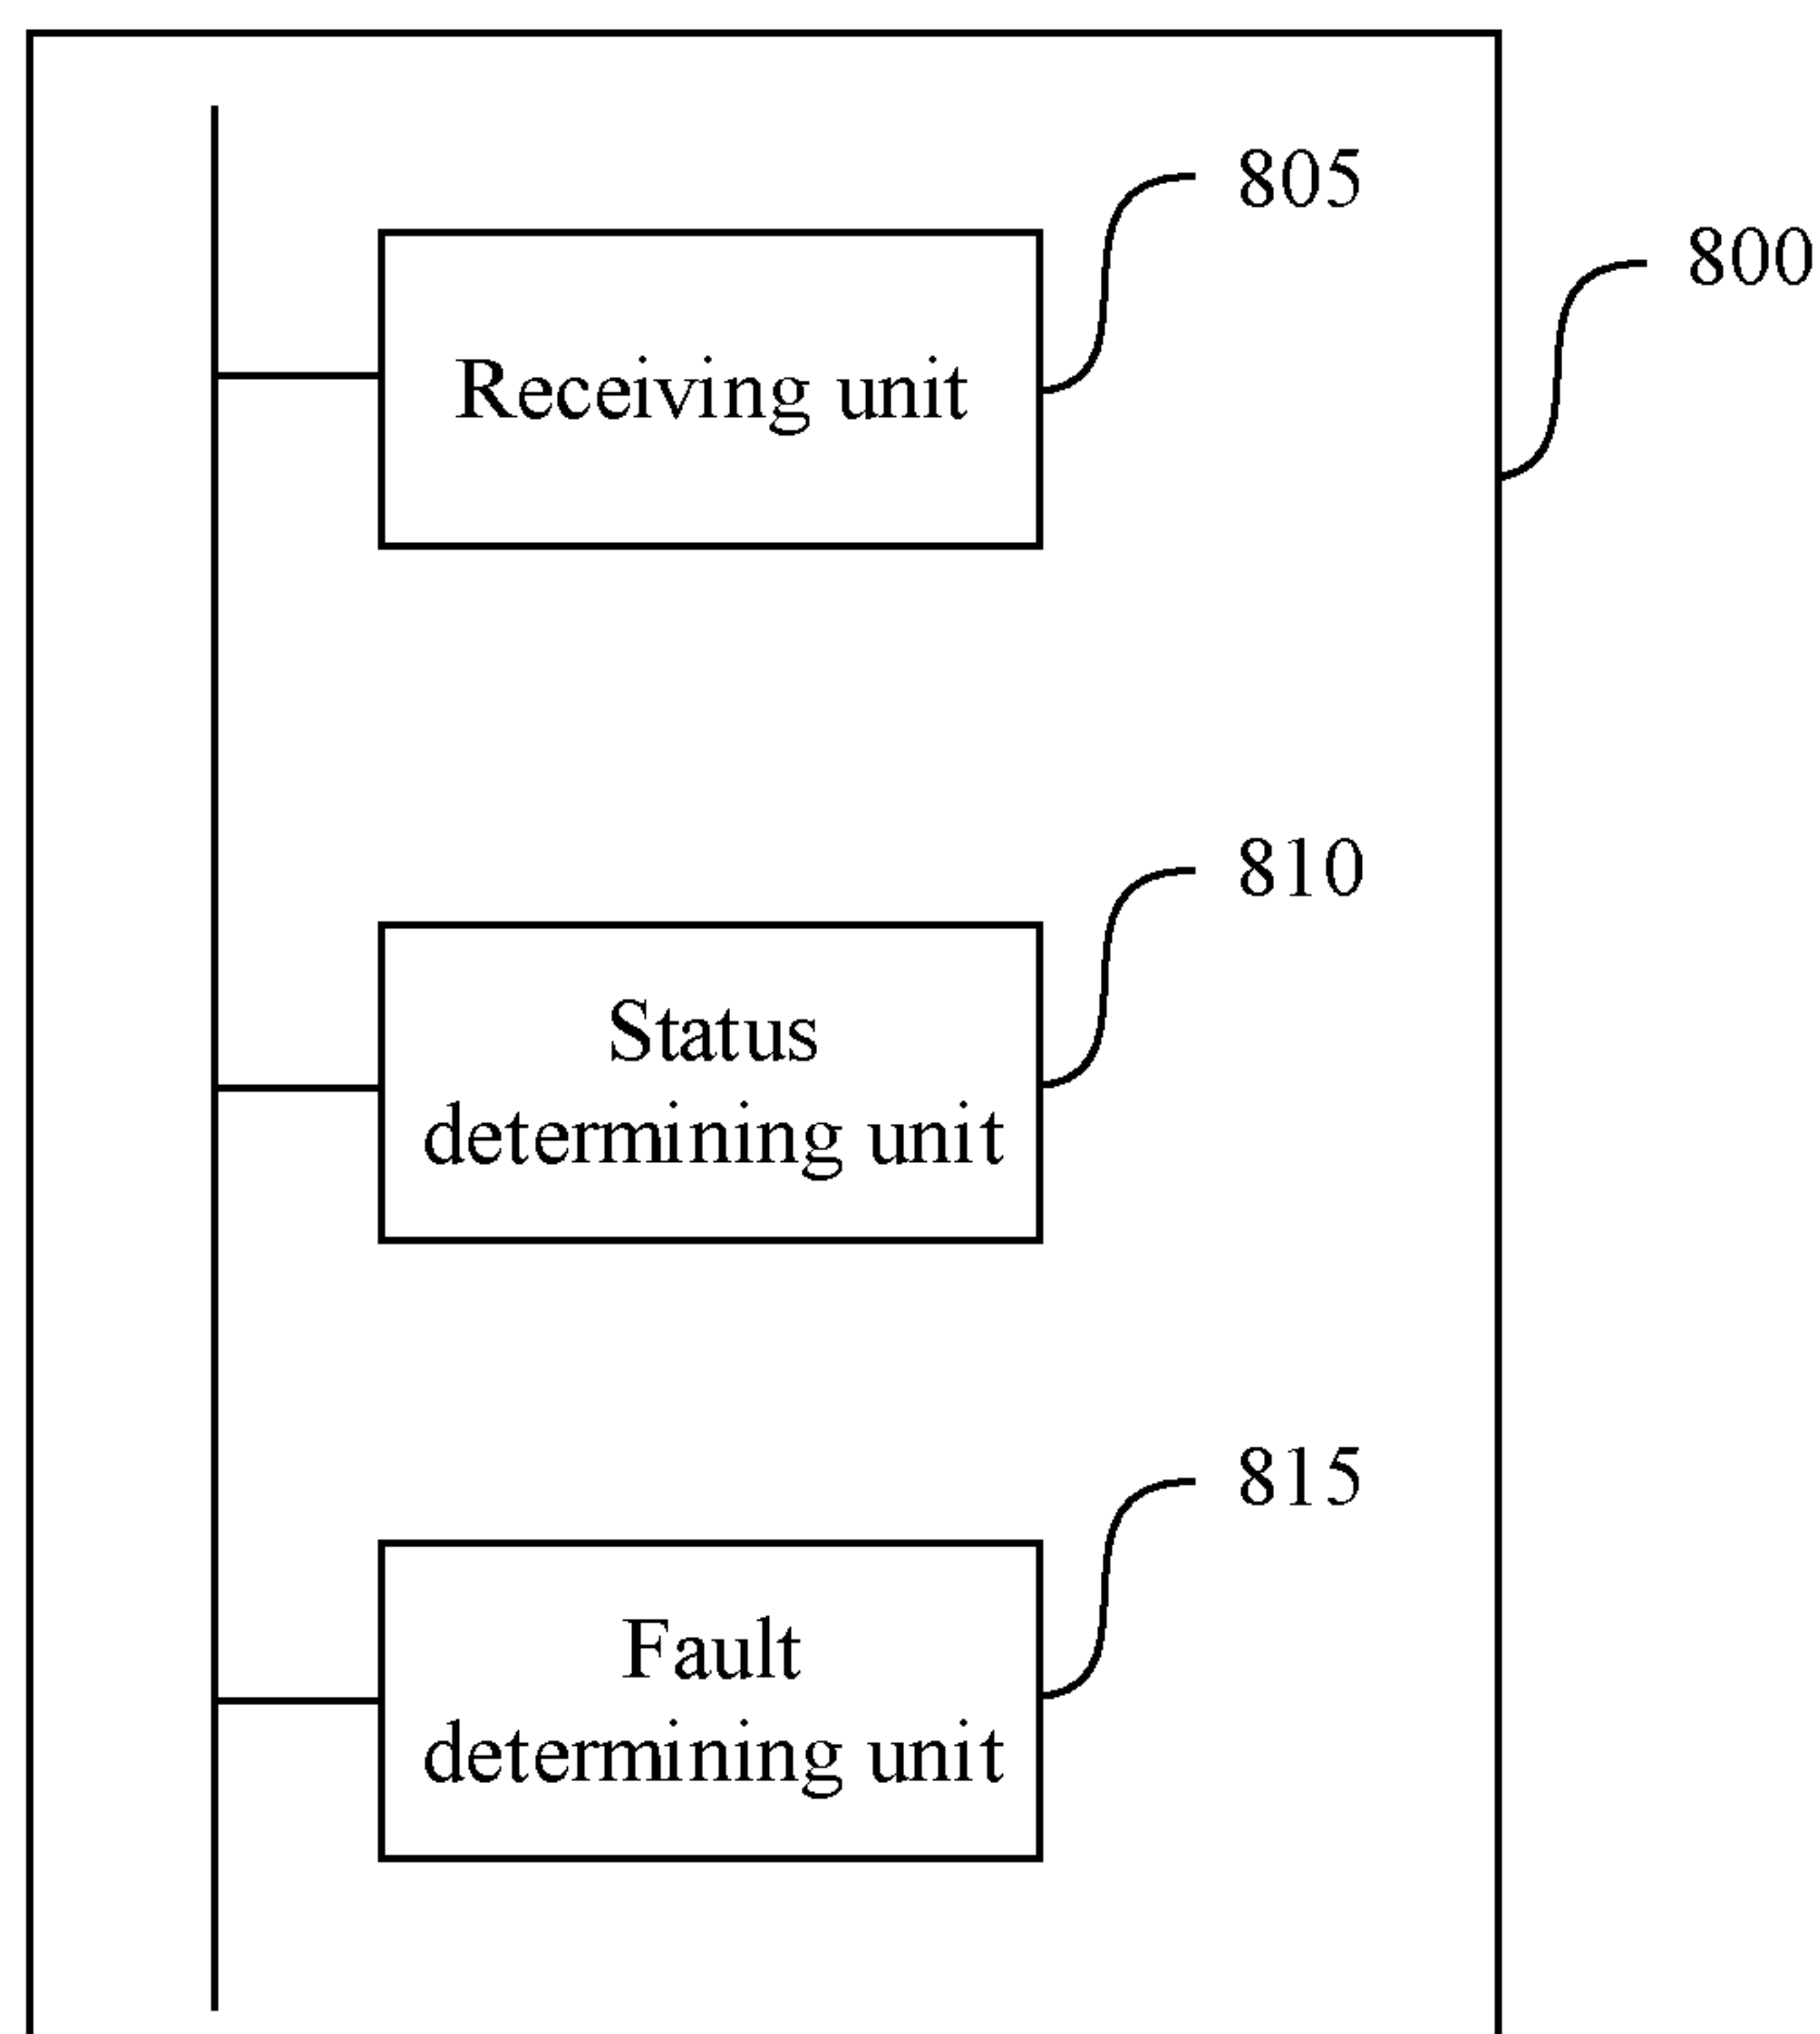 805
800
Receiving unit
810
Status
determining unit
815
Fault
determining unit